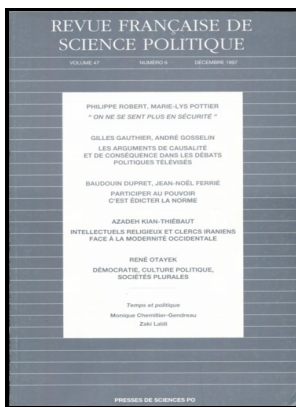 REVUE FRANÇAISE DE
SCIENCE POLITIQUE
VOLUME 47
NUMÉRO 6
DÉCEMBRE 1997
PHILIPPE ROBERT, MARIE-LYS POTTIER
" ON NE SE SENT PLUS EN SÉCURITÉ "
GILLES GAUTHIER, ANDRÉ GOSSELIN
LES ARGUMENTS DE CAUSALITÉ
ET DE CONSÉQUENCE DANS LES DÉBATS
POLITIQUES TÉLÉVISÉS
BAUDOUIN DUPRET, JEAN-NOËL FERRIÉ
PARTICIPER AU POUVOIR
C'EST ÉDICTER LA NORME
AZADEH KIAN-THIÉBAUT
INTELLECTUELS RELIGIEUX ET CLERCS IRANIENS
FACE À LA MODERNITÉ OCCIDENTALE
RENÉ OTAYEK
DÉMOCRATIE, CULTURE POLITIQUE,
SOCIÉTÉS PLURALES
Temps et politique
Monique Chemillier-Gendreau
Zaki Laïdi
PRESSES DE SCIENCES PO